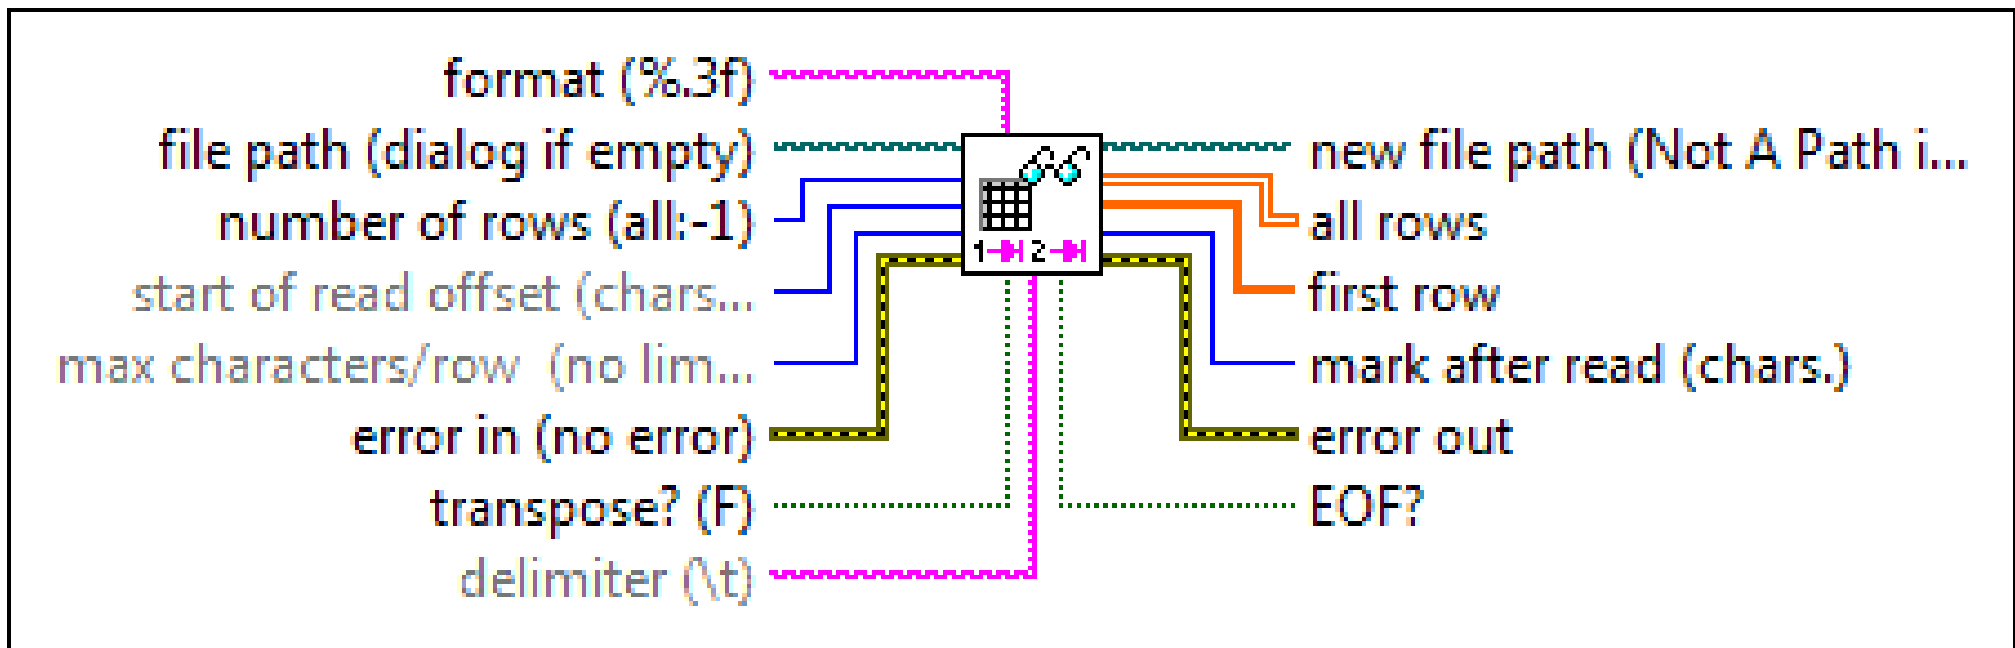 format (%.3f)
file path (dialog if empty)
number of rows (all:-1)
start of read offset (chars...
max characters/row  (no lim...
error in (no error)
transpose? (F)
delimiter (\t)
1 2
new file path (Not A Path i...
all rows
first row
mark after read (chars.)
error out
EOF?